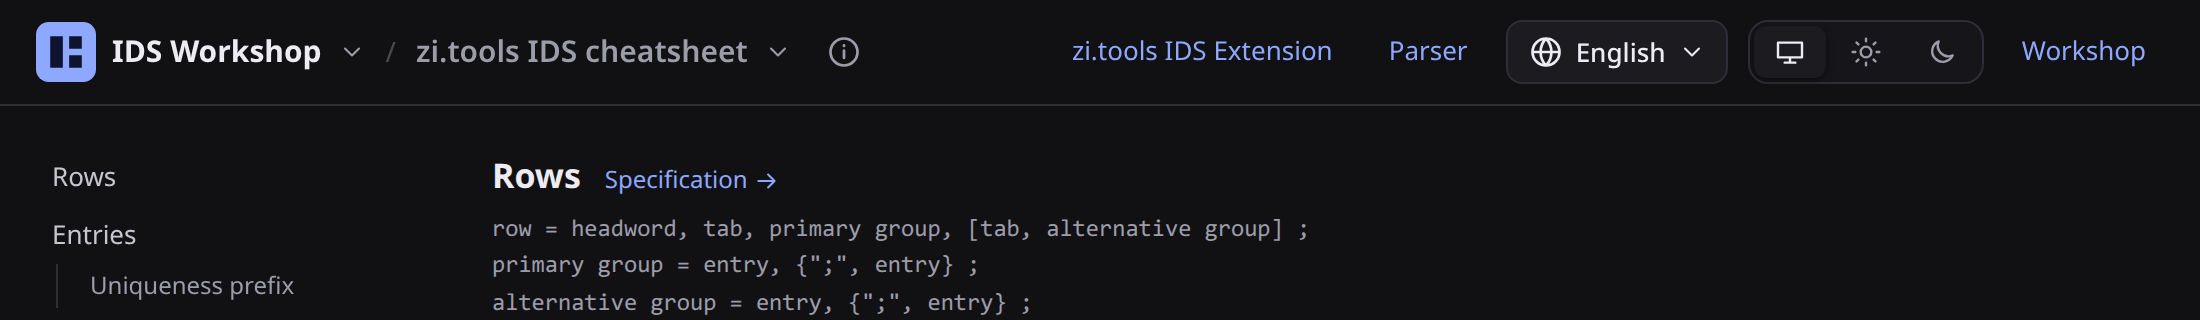 IDS Workshop / zi.tools IDS cheatsheet zi.tools IDS Extension Parser English Workshop
Rows
Entries
Uniqueness prefix
Rows Specification →
row = headword, tab, primary group, [tab, alternative group] ;
primary group = entry, {";", entry} ;
alternative group = entry, {";", entry} ;